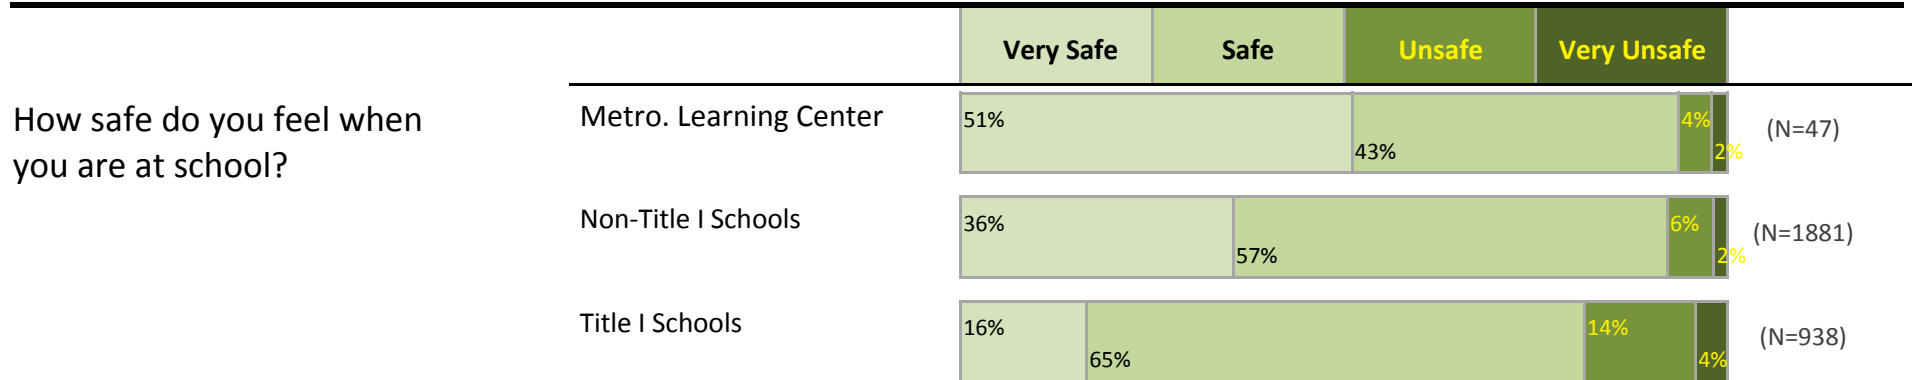 Very Safe Safe Unsafe Very Unsafe
How safe do you feel when
you are at school?
Metro. Learning Center 51% 43% 4% 2% (N=47)
Non-Title I Schools 36% 57% 6% 2% (N=1881)
Title I Schools 16% 65% 14% 4% (N=938)